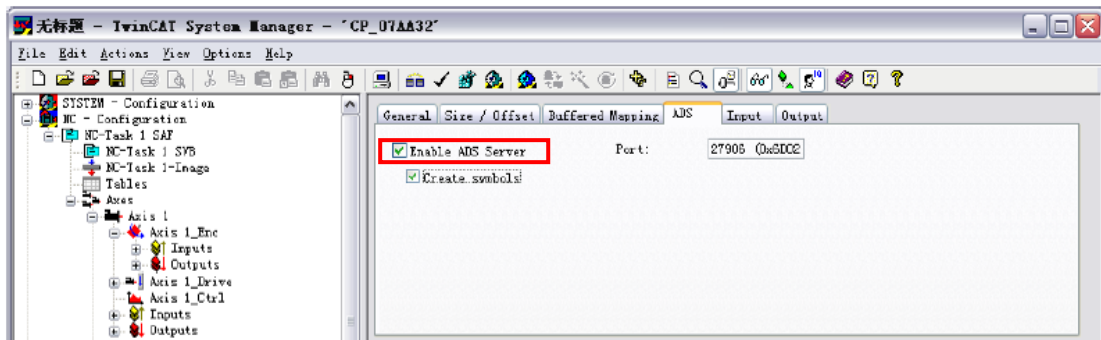 无标题 - TwinCAT System Manager - 'CP_07AA32'
File Edit Actions View Options Help
SYSTEM - Configuration
NC - Configuration
NC-Task 1 SAF
NC-Task 1 SVB
NC-Task 1-Image
Tables
Axes
Axis 1
Axis 1_Enc
Inputs
Outputs
Axis 1_Drive
Axis 1_Ctrl
Inputs
Outputs
General Size / Offset Buffered Mapping ADS Input Output
Enable ADS Server Port: 27906 (0x6D02
Create symbols